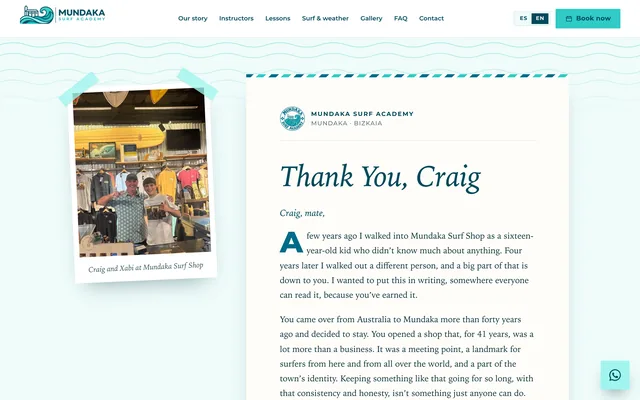 MUNDAKA
SURF ACADEMY
Our story
Instructors
Lessons
Surf & weather
Gallery
FAQ
Contact
ES
EN
Book now
Craig and Xabi at Mundaka Surf Shop
MUNDAKA SURF ACADEMY
MUNDAKA · BIZKAIA
Thank You, Craig
Craig, mate,
A few years ago I walked into Mundaka Surf Shop as a sixteen-
year-old kid who didn't know much about anything. Four
years later I walked out a different person, and a big part of that is
down to you. I wanted to put this in writing, somewhere everyone
can read it, because you've earned it.
You came over from Australia to Mundaka more than forty years
ago and decided to stay. You opened a shop that, for 41 years, was a
lot more than a business. It was a meeting point, a landmark for
surfers from here and from all over the world, and a part of the
town's identity. Keeping something like that going for so long, with
that consistency and honesty, isn't something just anyone can do.